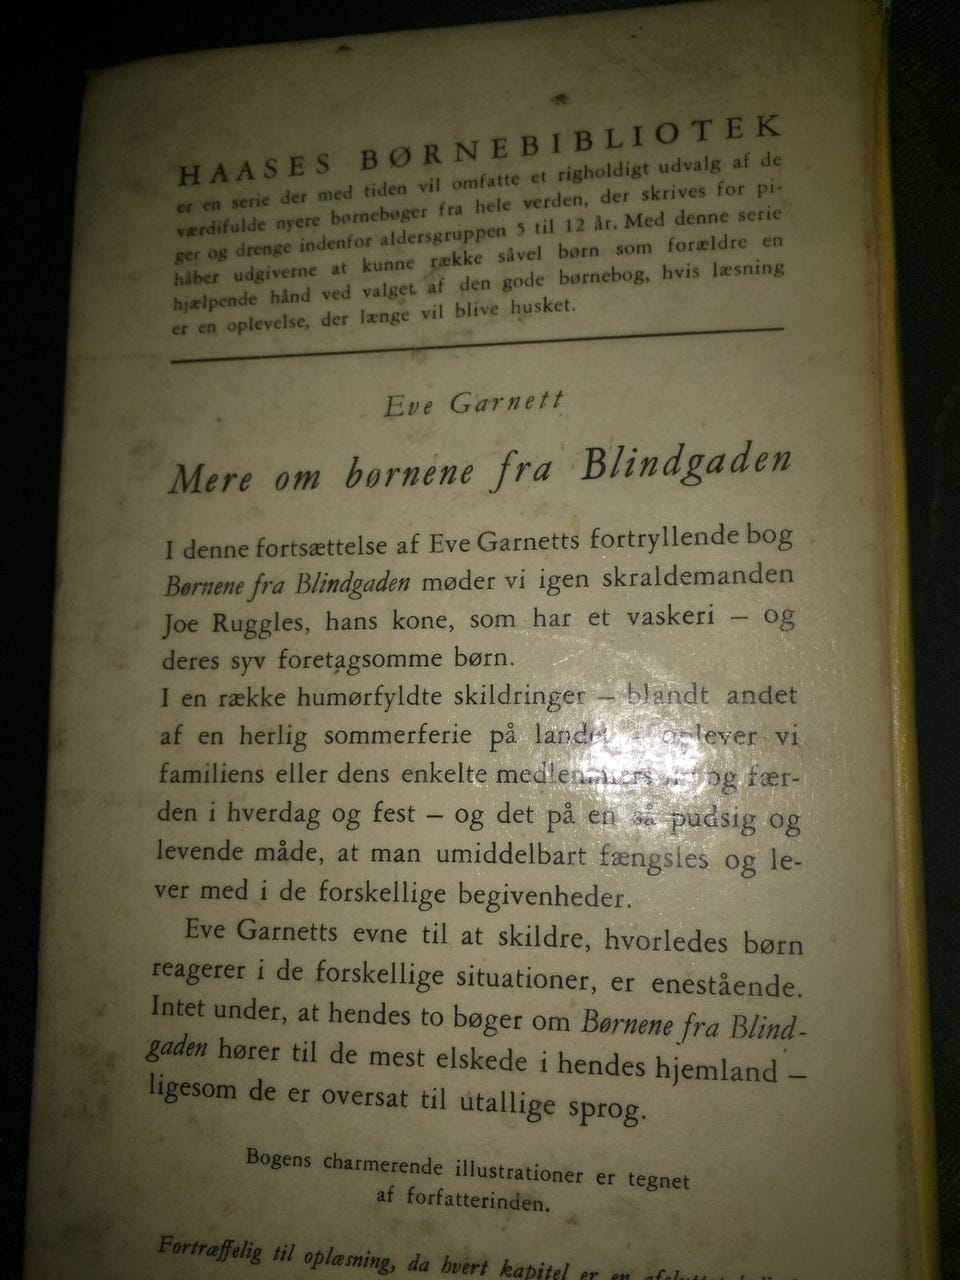 HAASES BØRNEBIBLIOTEK
er en serie der med tiden vil omfatte et righoldigt udvalg af de
værdifulde nyere børnebøger fra hele verden, der skrives for pi-
ger og drenge indenfor aldersgruppen 5 til 12 år. Med denne serie
håber udgiverne at kunne række såvel børn som forældre en
hjælpende hånd ved valget af den gode børnebog, hvis læsning
er en oplevelse, der længe vil blive husket.
Eve Garnett
Mere om børnene fra Blindgaden
I denne fortsættelse af Eve Garnetts fortryllende bog
Børnene fra Blindgaden møder vi igen skraldemanden
Joe Ruggles, hans kone, som har et vaskeri – og
deres syv foretagsomme børn.
I en række humørfyldte skildringer – blandt andet
af en herlig sommerferie på landet – oplever vi
familiens eller dens enkelte medlemmers og fær-
den i hverdag og fest – og det på en så pudsig og
levende måde, at man umiddelbart fængsles og le-
ver med i de forskellige begivenheder.
Eve Garnetts evne til at skildre, hvorledes børn
reagerer i de forskellige situationer, er enestående.
Intet under, at hendes to bøger om Børnene fra Blind-
gaden hører til de mest elskede i hendes hjemland –
ligesom de er oversat til utallige sprog.
Bogens charmerende illustrationer er tegnet
af forfatterinden.
Fortræffelig til oplæsning, da hvert kapitel er en